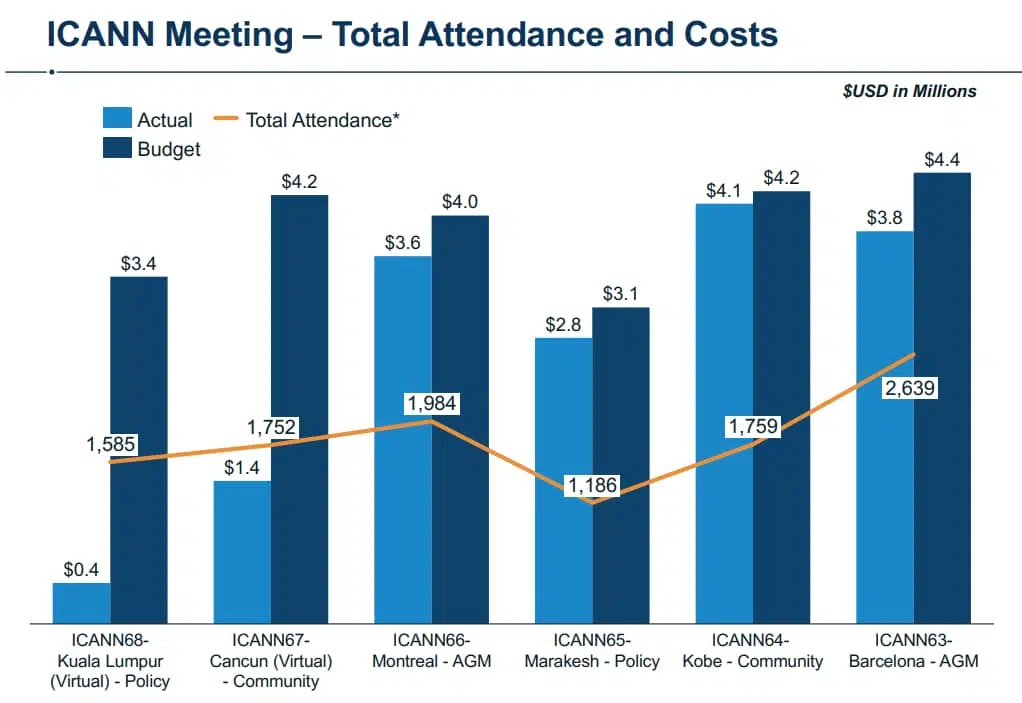 ICANN Meeting – Total Attendance and Costs
$USD in Millions
Actual
Total Attendance*
Budget
$0.4
$3.4
1,585
$1.4
$4.2
1,752
$3.6
$4.0
1,984
$2.8
$3.1
1,186
$4.1
$4.2
1,759
$3.8
$4.4
2,639
ICANN68-
Kuala Lumpur
(Virtual) - Policy
ICANN67-
Cancun (Virtual)
- Community
ICANN66-
Montreal - AGM
ICANN65-
Marakesh - Policy
ICANN64-
Kobe - Community
ICANN63-
Barcelona - AGM